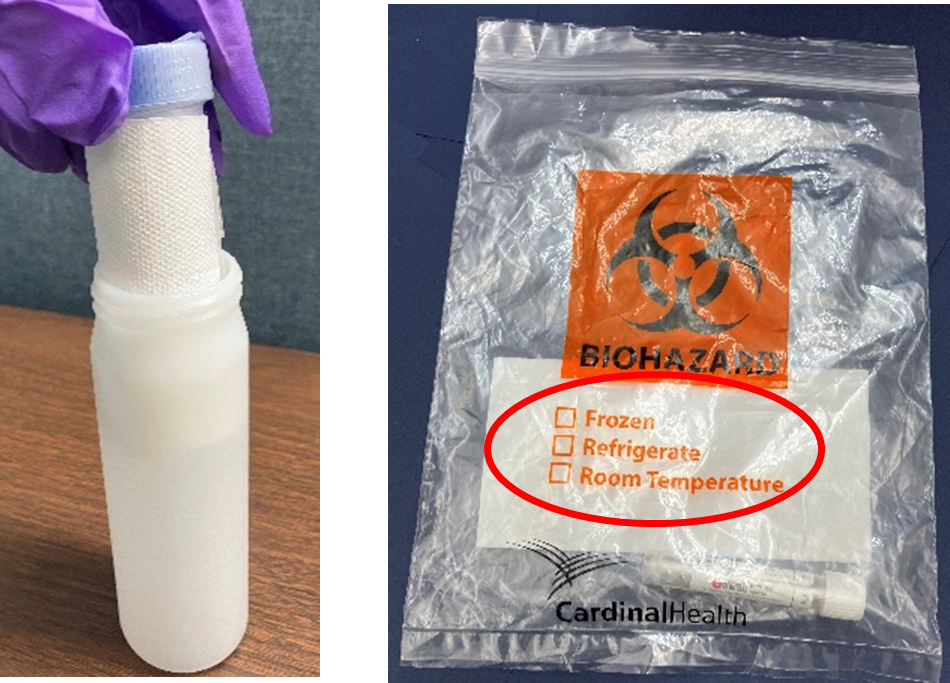 BIOHAZARD
Frozen
Refrigerate
Room Temperature
CardinalHealth